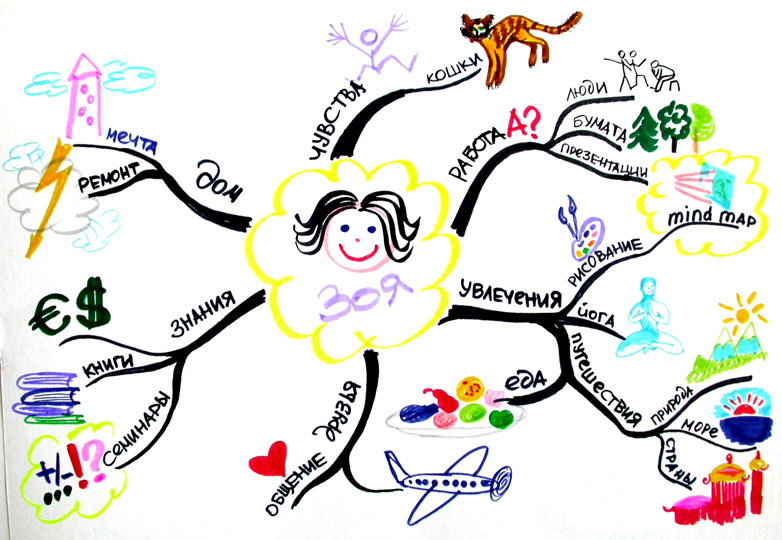 ЗОЯ
ЧУВСТВА
КОШКИ
РАБОТА А?
ЛЮДИ
БУМАТА
ПРЕЗЕНТАЦИИ
mind map
УВЛЕЧЕНИЯ
РИСОВАНИЕ
ЙОГА
ПУТЕШЕСТВИЯ
ПРИРОДА
МОРЕ
СТРАНЫ
ЕДА
ДРУЗЬЯ
ОБЩЕНИЕ
ЗНАНИЯ
€$
КНИГИ
СЕМИНАРЫ
+/-!?
...
ДОМ
МЕЧТА
РЕМОНТ